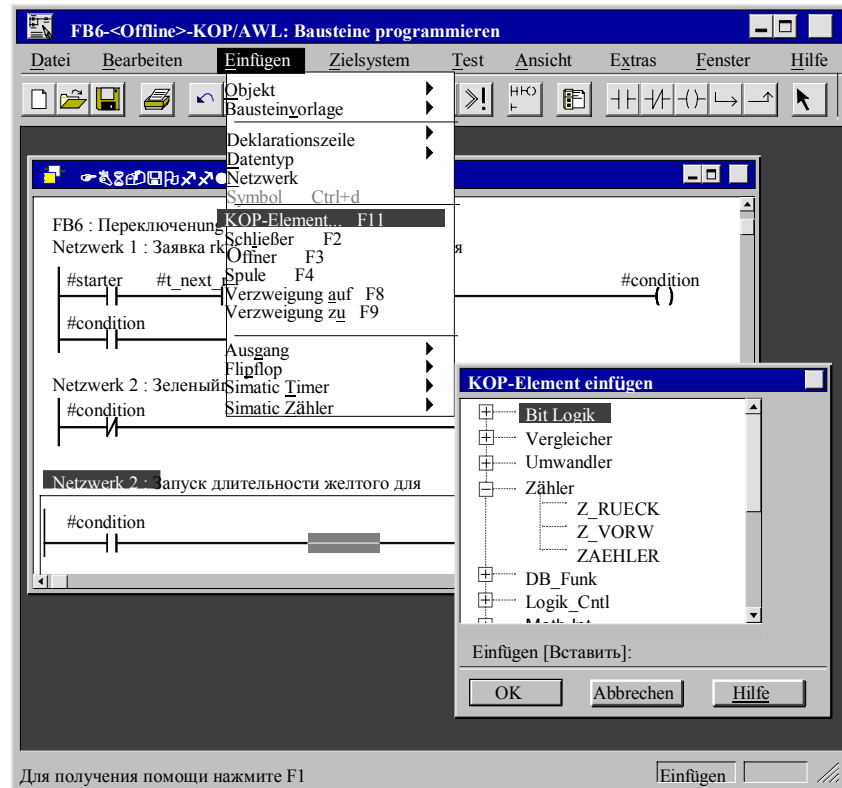 FB6-<Offline>-KOP/AWL: Bausteine programmieren
Datei Bearbeiten Einfügen Zielsystem Test Ansicht Extras Fenster Hilfe
Objekt
Bausteinvorlage
Deklarationszeile
Datentyp
Netzwerk
Symbol Ctrl+d
KOP-Element... F11
Schließer F2
Öffner F3
Spule F4
Verzweigung auf F8
Verzweigung zu F9
Ausgang
Flipflop
Simatic Timer
Simatic Zähler
FB6 : Переключенung
Netzwerk 1 : Заявка rk я
#starter #t_next_ #condition
#condition
Netzwerk 2 : Зеленый
#condition
Netzwerk 2 : Запуск длительности желтого для
#condition
KOP-Element einfügen
Bit Logik
Vergleicher
Umwandler
Zähler
Z_RUECK
Z_VORW
ZAEHLER
DB_Funk
Logik_Cntl
Einfügen [Вставить]:
OK Abbrechen Hilfe
Для получения помощи нажмите F1
Einfügen